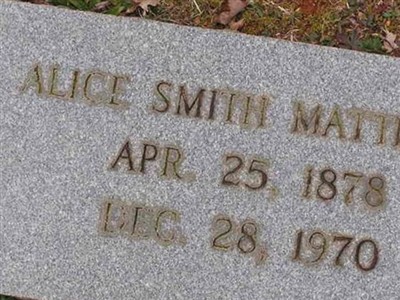 ALICE SMITH
APR. 25, 1878
DEC. 28, 1970